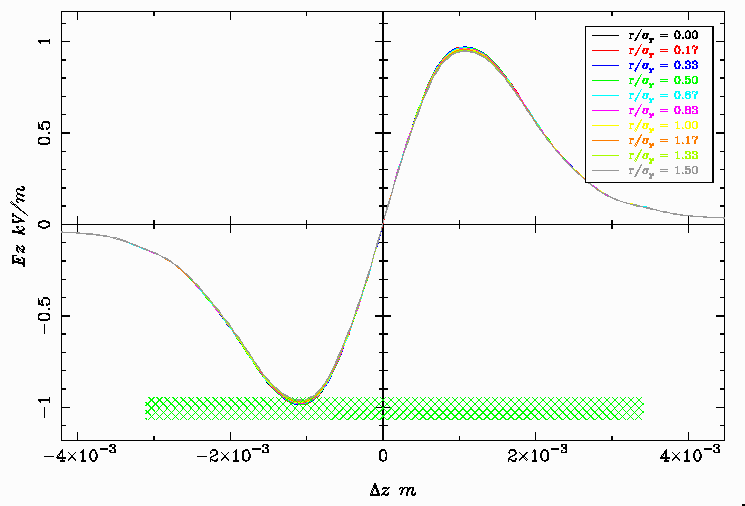 1
0.5
0
−0.5
−1
Ez kV/m
r/σr = 0.00
r/σr = 0.17
r/σr = 0.33
r/σr = 0.50
r/σr = 0.67
r/σr = 0.83
r/σr = 1.00
r/σr = 1.17
r/σr = 1.33
r/σr = 1.50
−4×10⁻³ −2×10⁻³ 0 2×10⁻³ 4×10⁻³
Δz m